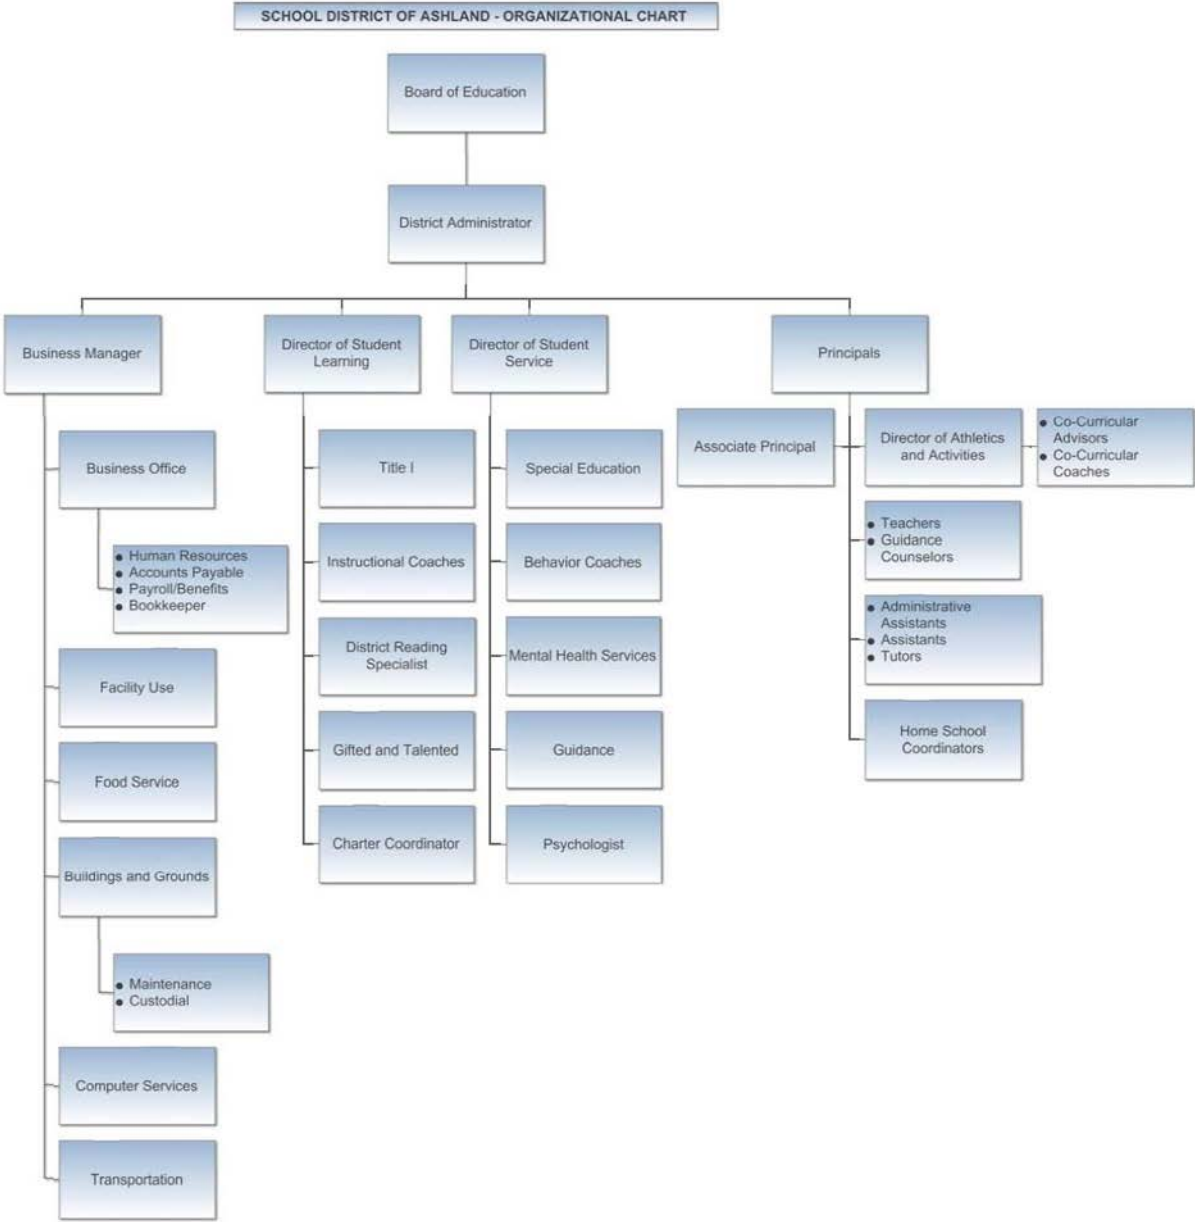 SCHOOL DISTRICT OF ASHLAND - ORGANIZATIONAL CHART
Board of Education
District Administrator
Business Manager
Director of Student
Learning
Director of Student
Service
Principals
Business Office
● Human Resources
● Accounts Payable
● Payroll/Benefits
● Bookkeeper
Facility Use
Food Service
Buildings and Grounds
● Maintenance
● Custodial
Computer Services
Transportation
Title I
Instructional Coaches
District Reading
Specialist
Gifted and Talented
Charter Coordinator
Special Education
Behavior Coaches
Mental Health Services
Guidance
Psychologist
Associate Principal
Director of Athletics
and Activities
● Co-Curricular
Advisors
● Co-Curricular
Coaches
● Teachers
● Guidance
Counselors
● Administrative
Assistants
● Assistants
● Tutors
Home School
Coordinators